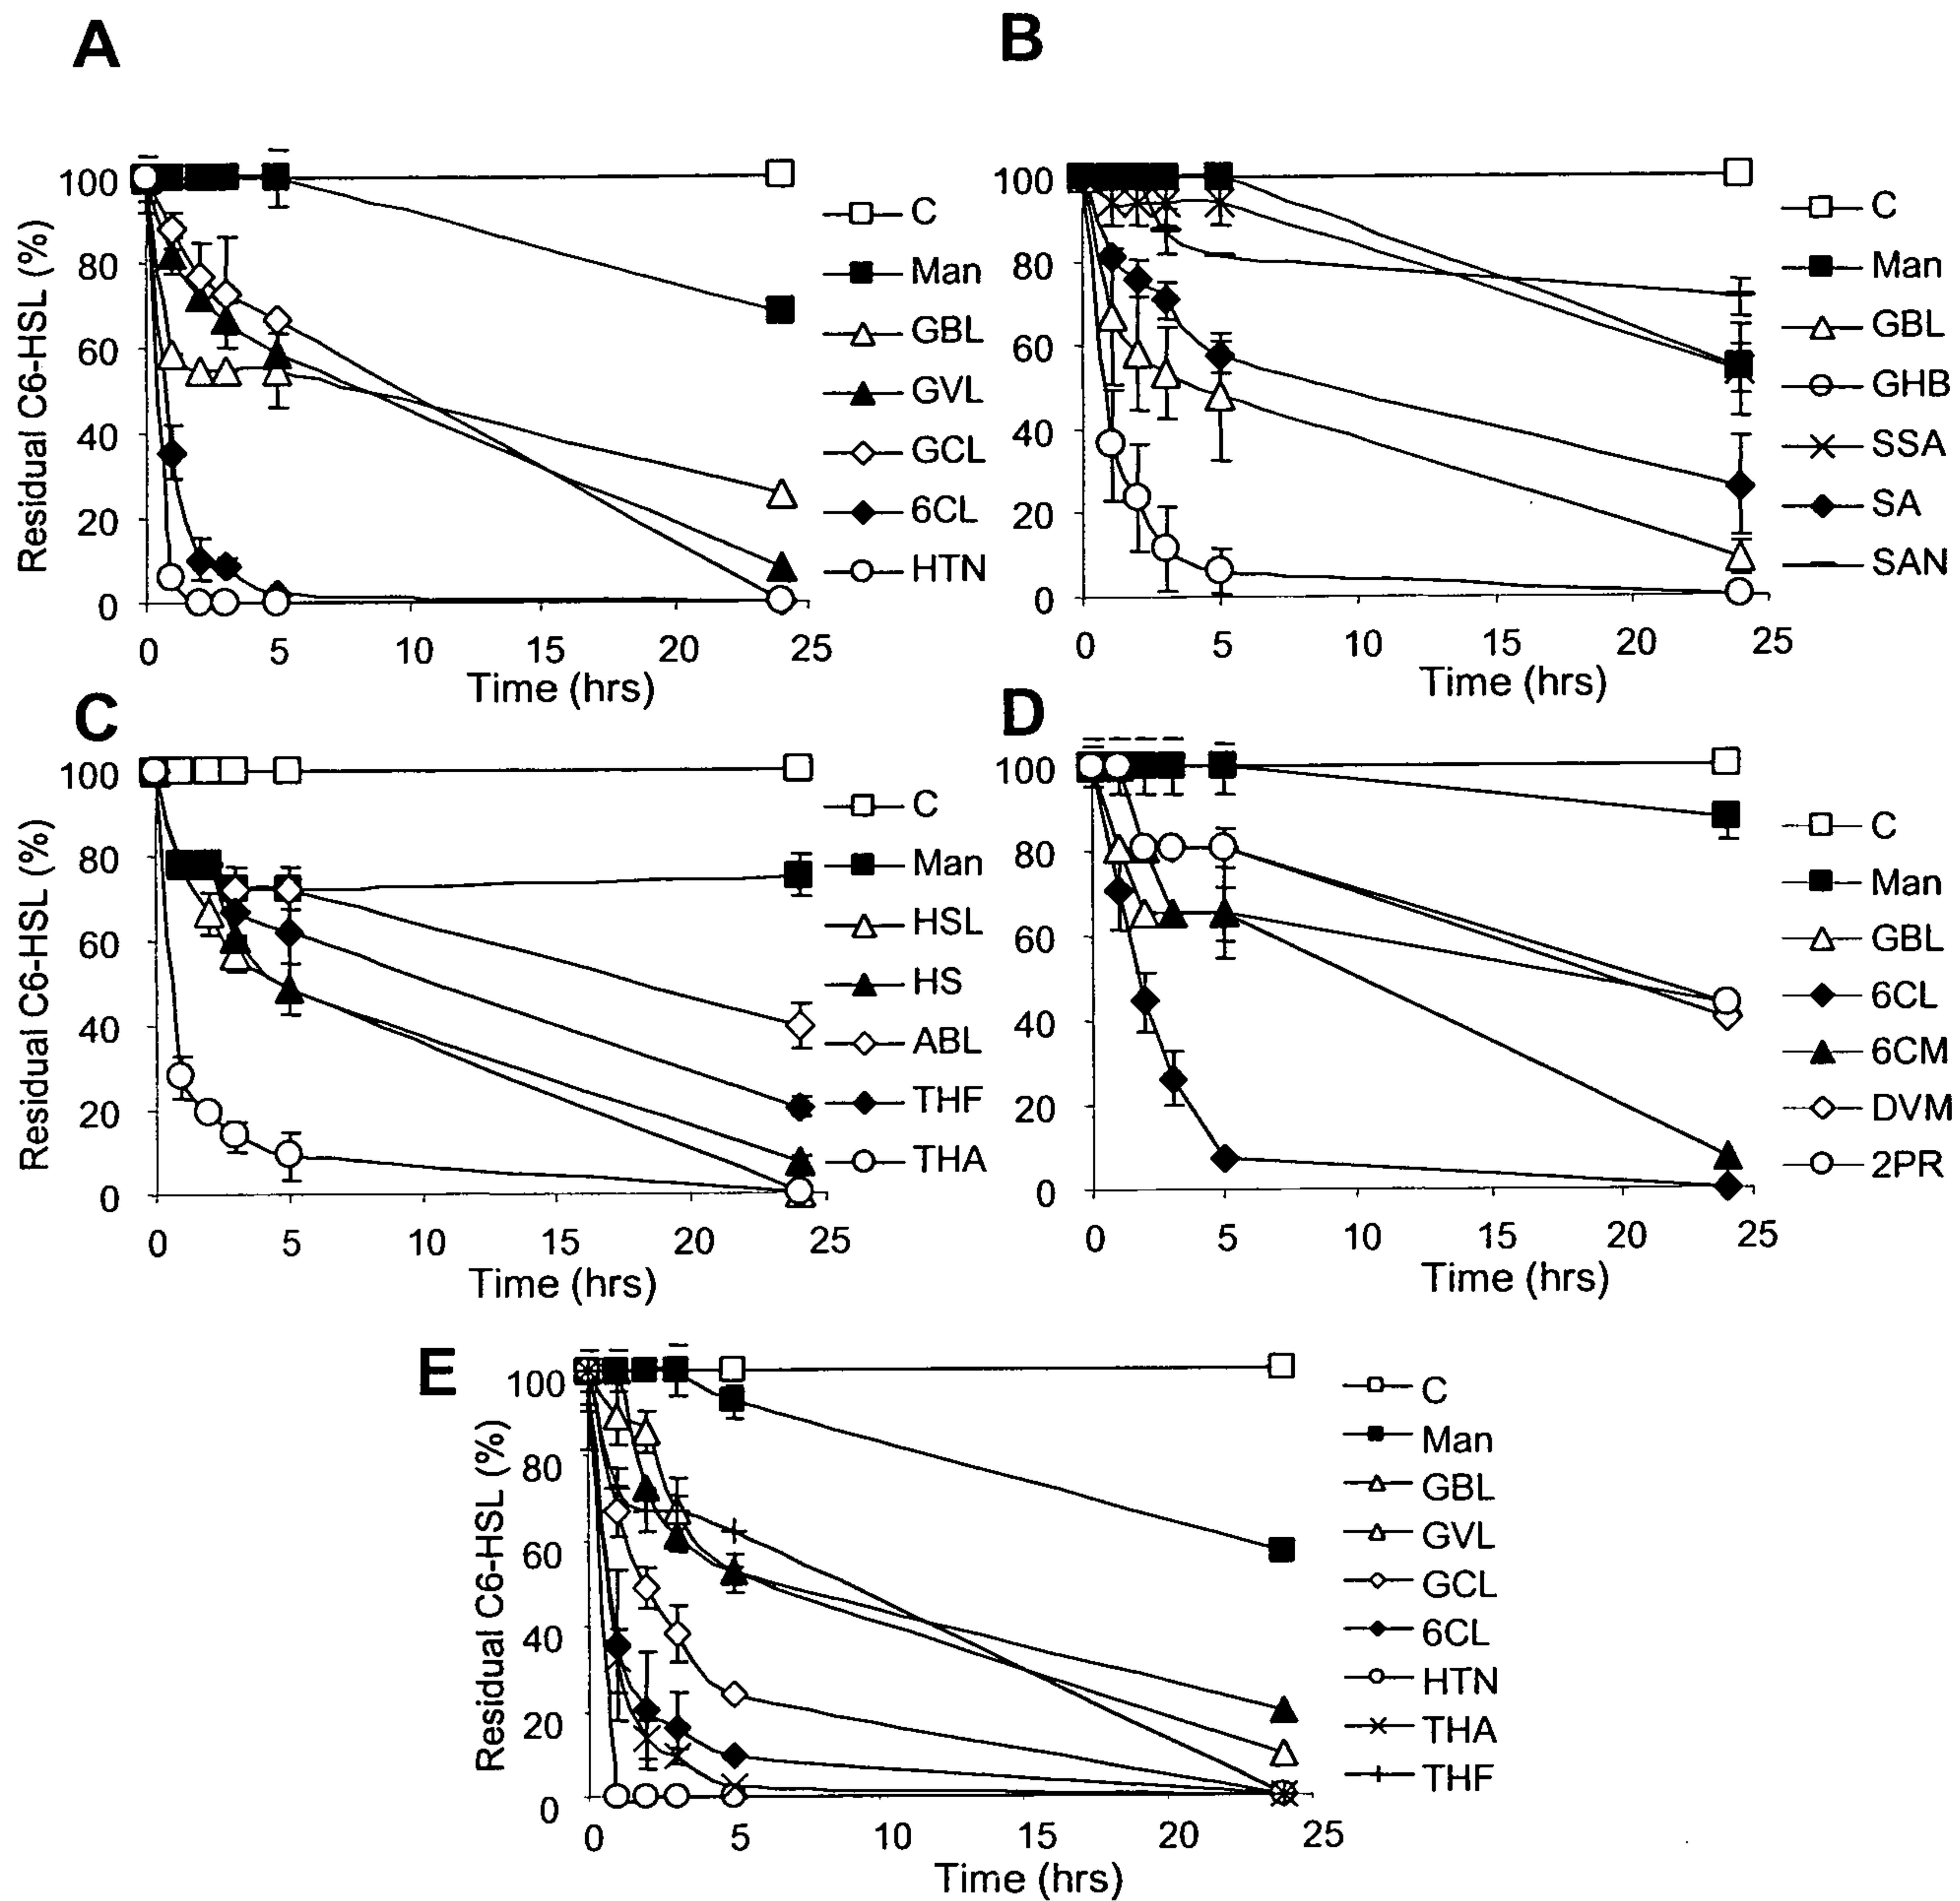 A
Residual C6-HSL (%)
100
80
60
40
20
0
0 5 10 15 20 25
Time (hrs)
C
Man
GBL
GVL
GCL
6CL
HTN
B
100
80
60
40
20
0
0 5 10 15 20 25
Time (hrs)
C
Man
GBL
GHB
SSA
SA
SAN
C
Residual C6-HSL (%)
100
80
60
40
20
0
0 5 10 15 20 25
Time (hrs)
C
Man
HSL
HS
ABL
THF
THA
D
100
80
60
40
20
0
0 5 10 15 20 25
Time (hrs)
C
Man
GBL
6CL
6CM
DVM
2PR
E
Residual C6-HSL (%)
100
80
60
40
20
0
0 5 10 15 20 25
Time (hrs)
C
Man
GBL
GVL
GCL
6CL
HTN
THA
THF